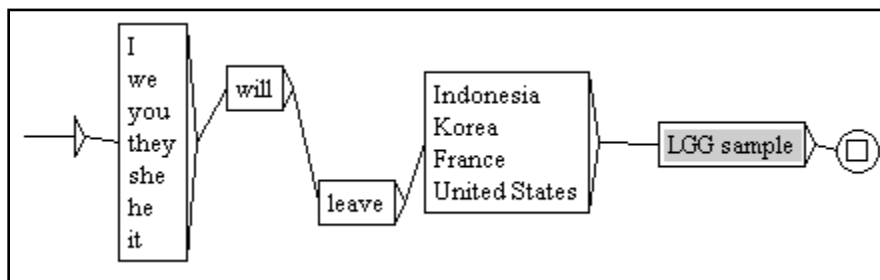 I
we
you
they
she
he
it
will
leave
Indonesia
Korea
France
United States
LGG sample